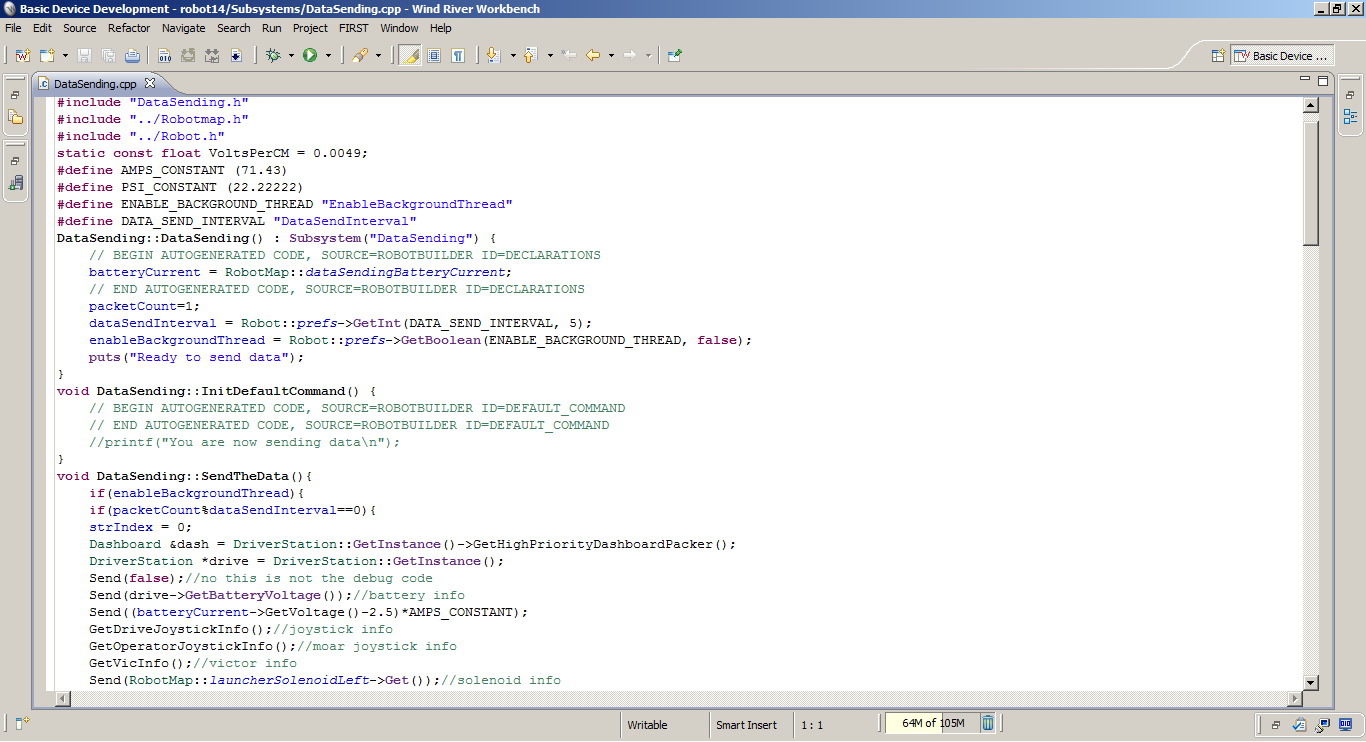 Basic Device Development - robot14/Subsystems/DataSending.cpp - Wind River Workbench
File Edit Source Refactor Navigate Search Run Project FIRST Window Help
Basic Device ...
DataSending.cpp
#include "DataSending.h"
#include "../Robotmap.h"
#include "../Robot.h"
static const float VoltsPerCM = 0.0049;
#define AMPS_CONSTANT (71.43)
#define PSI_CONSTANT (22.22222)
#define ENABLE_BACKGROUND_THREAD "EnableBackgroundThread"
#define DATA_SEND_INTERVAL "DataSendInterval"
DataSending::DataSending() : Subsystem("DataSending") {
    // BEGIN AUTOGENERATED CODE, SOURCE=ROBOTBUILDER ID=DECLARATIONS
    batteryCurrent = RobotMap::dataSendingBatteryCurrent;
    // END AUTOGENERATED CODE, SOURCE=ROBOTBUILDER ID=DECLARATIONS
    packetCount=1;
    dataSendInterval = Robot::prefs->GetInt(DATA_SEND_INTERVAL, 5);
    enableBackgroundThread = Robot::prefs->GetBoolean(ENABLE_BACKGROUND_THREAD, false);
    puts("Ready to send data");
}
void DataSending::InitDefaultCommand() {
    // BEGIN AUTOGENERATED CODE, SOURCE=ROBOTBUILDER ID=DEFAULT_COMMAND
    // END AUTOGENERATED CODE, SOURCE=ROBOTBUILDER ID=DEFAULT_COMMAND
    //printf("You are now sending data\n");
}
void DataSending::SendTheData(){
    if(enableBackgroundThread){
    if(packetCount%dataSendInterval==0){
    strIndex = 0;
    Dashboard &dash = DriverStation::GetInstance()->GetHighPriorityDashboardPacker();
    DriverStation *drive = DriverStation::GetInstance();
    Send(false);//no this is not the debug code
    Send(drive->GetBatteryVoltage());//battery info
    Send((batteryCurrent->GetVoltage()-2.5)*AMPS_CONSTANT);
    GetDriveJoystickInfo();//joystick info
    GetOperatorJoystickInfo();//moar joystick info
    GetVicInfo();//victor info
    Send(RobotMap::launcherSolenoidLeft->Get());//solenoid info
Writable Smart Insert 1 : 1 64M of 105M